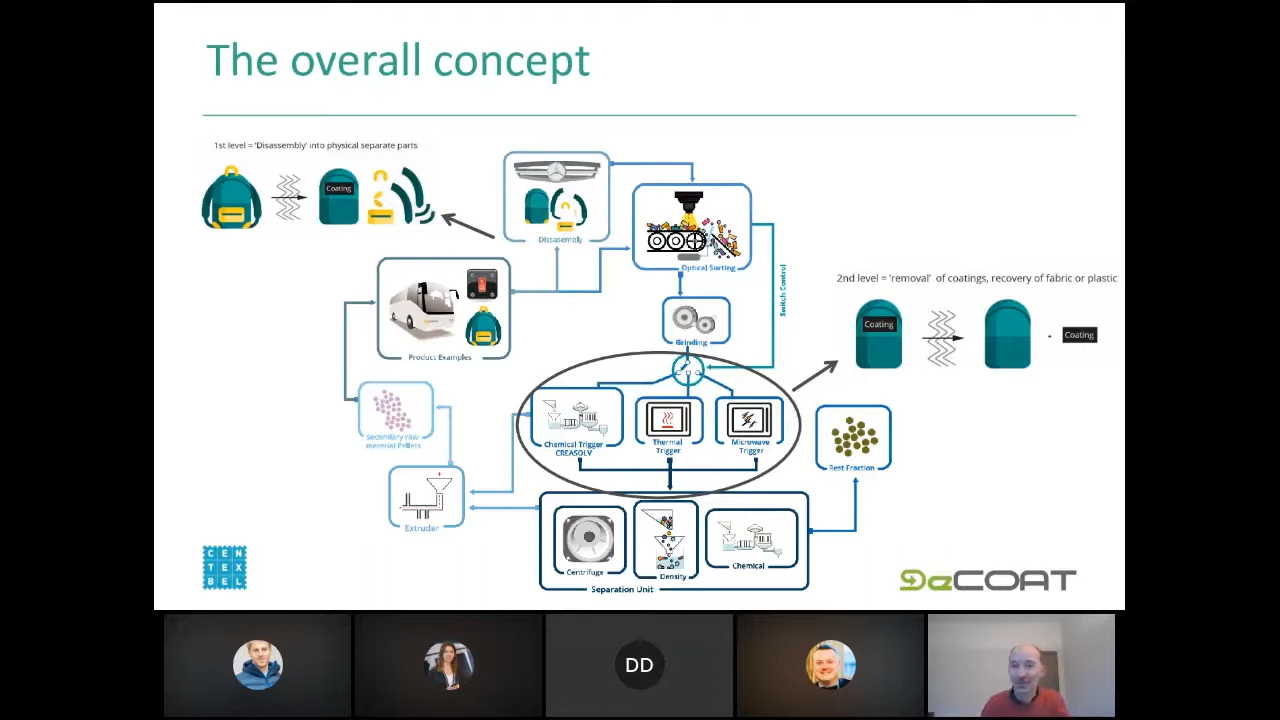 The overall concept
1st level = 'Disassembly' into physical separate parts
Coating
Dissasembly
Optical Sorting
Switch Control
2nd level = 'removal' of coatings, recovery of fabric or plastic
Coating
Coating
Product Examples
Grinding
Secondary raw
material Pellets
Chemical Trigger
CREASOLV
Thermal
Trigger
Microwave
Trigger
Rest Fraction
Extruder
Centrifuge
Density
Chemical
Separation Unit
CEN
TEX
BEL
DeCOAT
DD